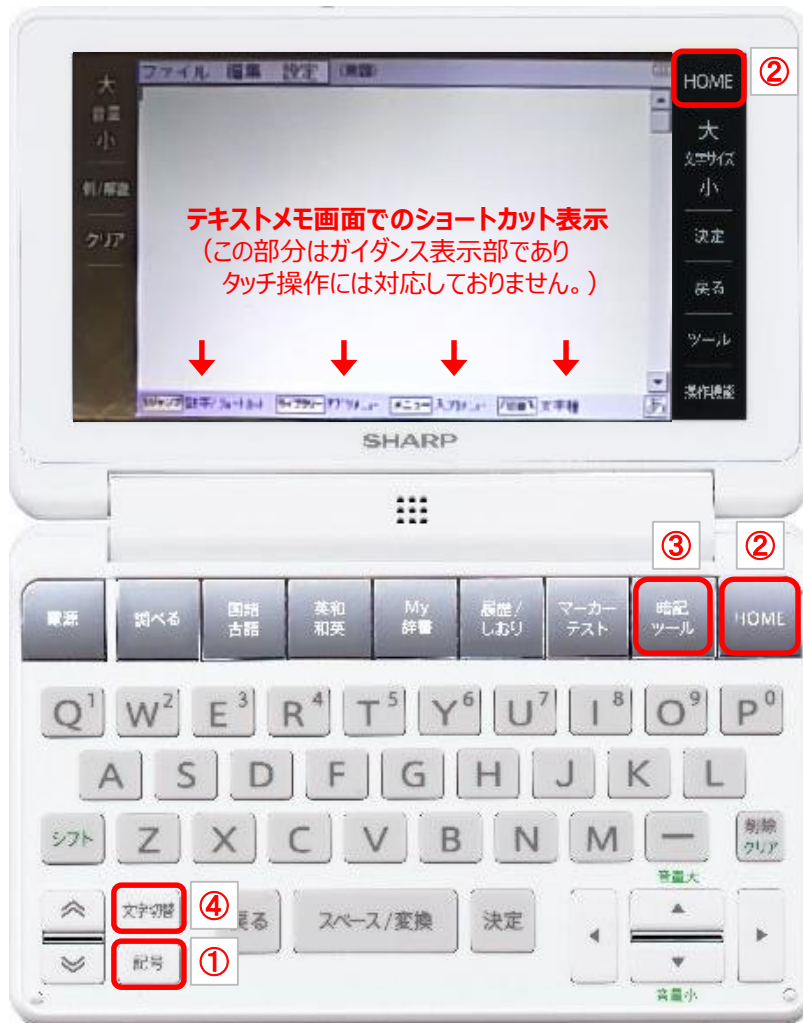 ファイル 編集 設定 (無題)
大
音量
小
例/解説
クリア
HOME
②
大
文字サイズ
小
決定
戻る
ツール
操作機能
テキストメモ画面でのショートカット表示
(この部分はガイダンス表示部であり
タッチ操作には対応しておりません。)
↓ ↓ ↓ ↓
SHARP
③ ②
電源 調べる 国語 古語 英和 和英 My 辞書 履歴/ しおり マーカー テスト 暗記 ツール HOME
Q1 W2 E3 R4 T5 Y6 U7 I8 O9 P0
A S D F G H J K L
シフト Z X C V B N M ー 削除 クリア
音量大
文字切替 ④ 戻る スペース/変換 決定
記号 ①
音量小